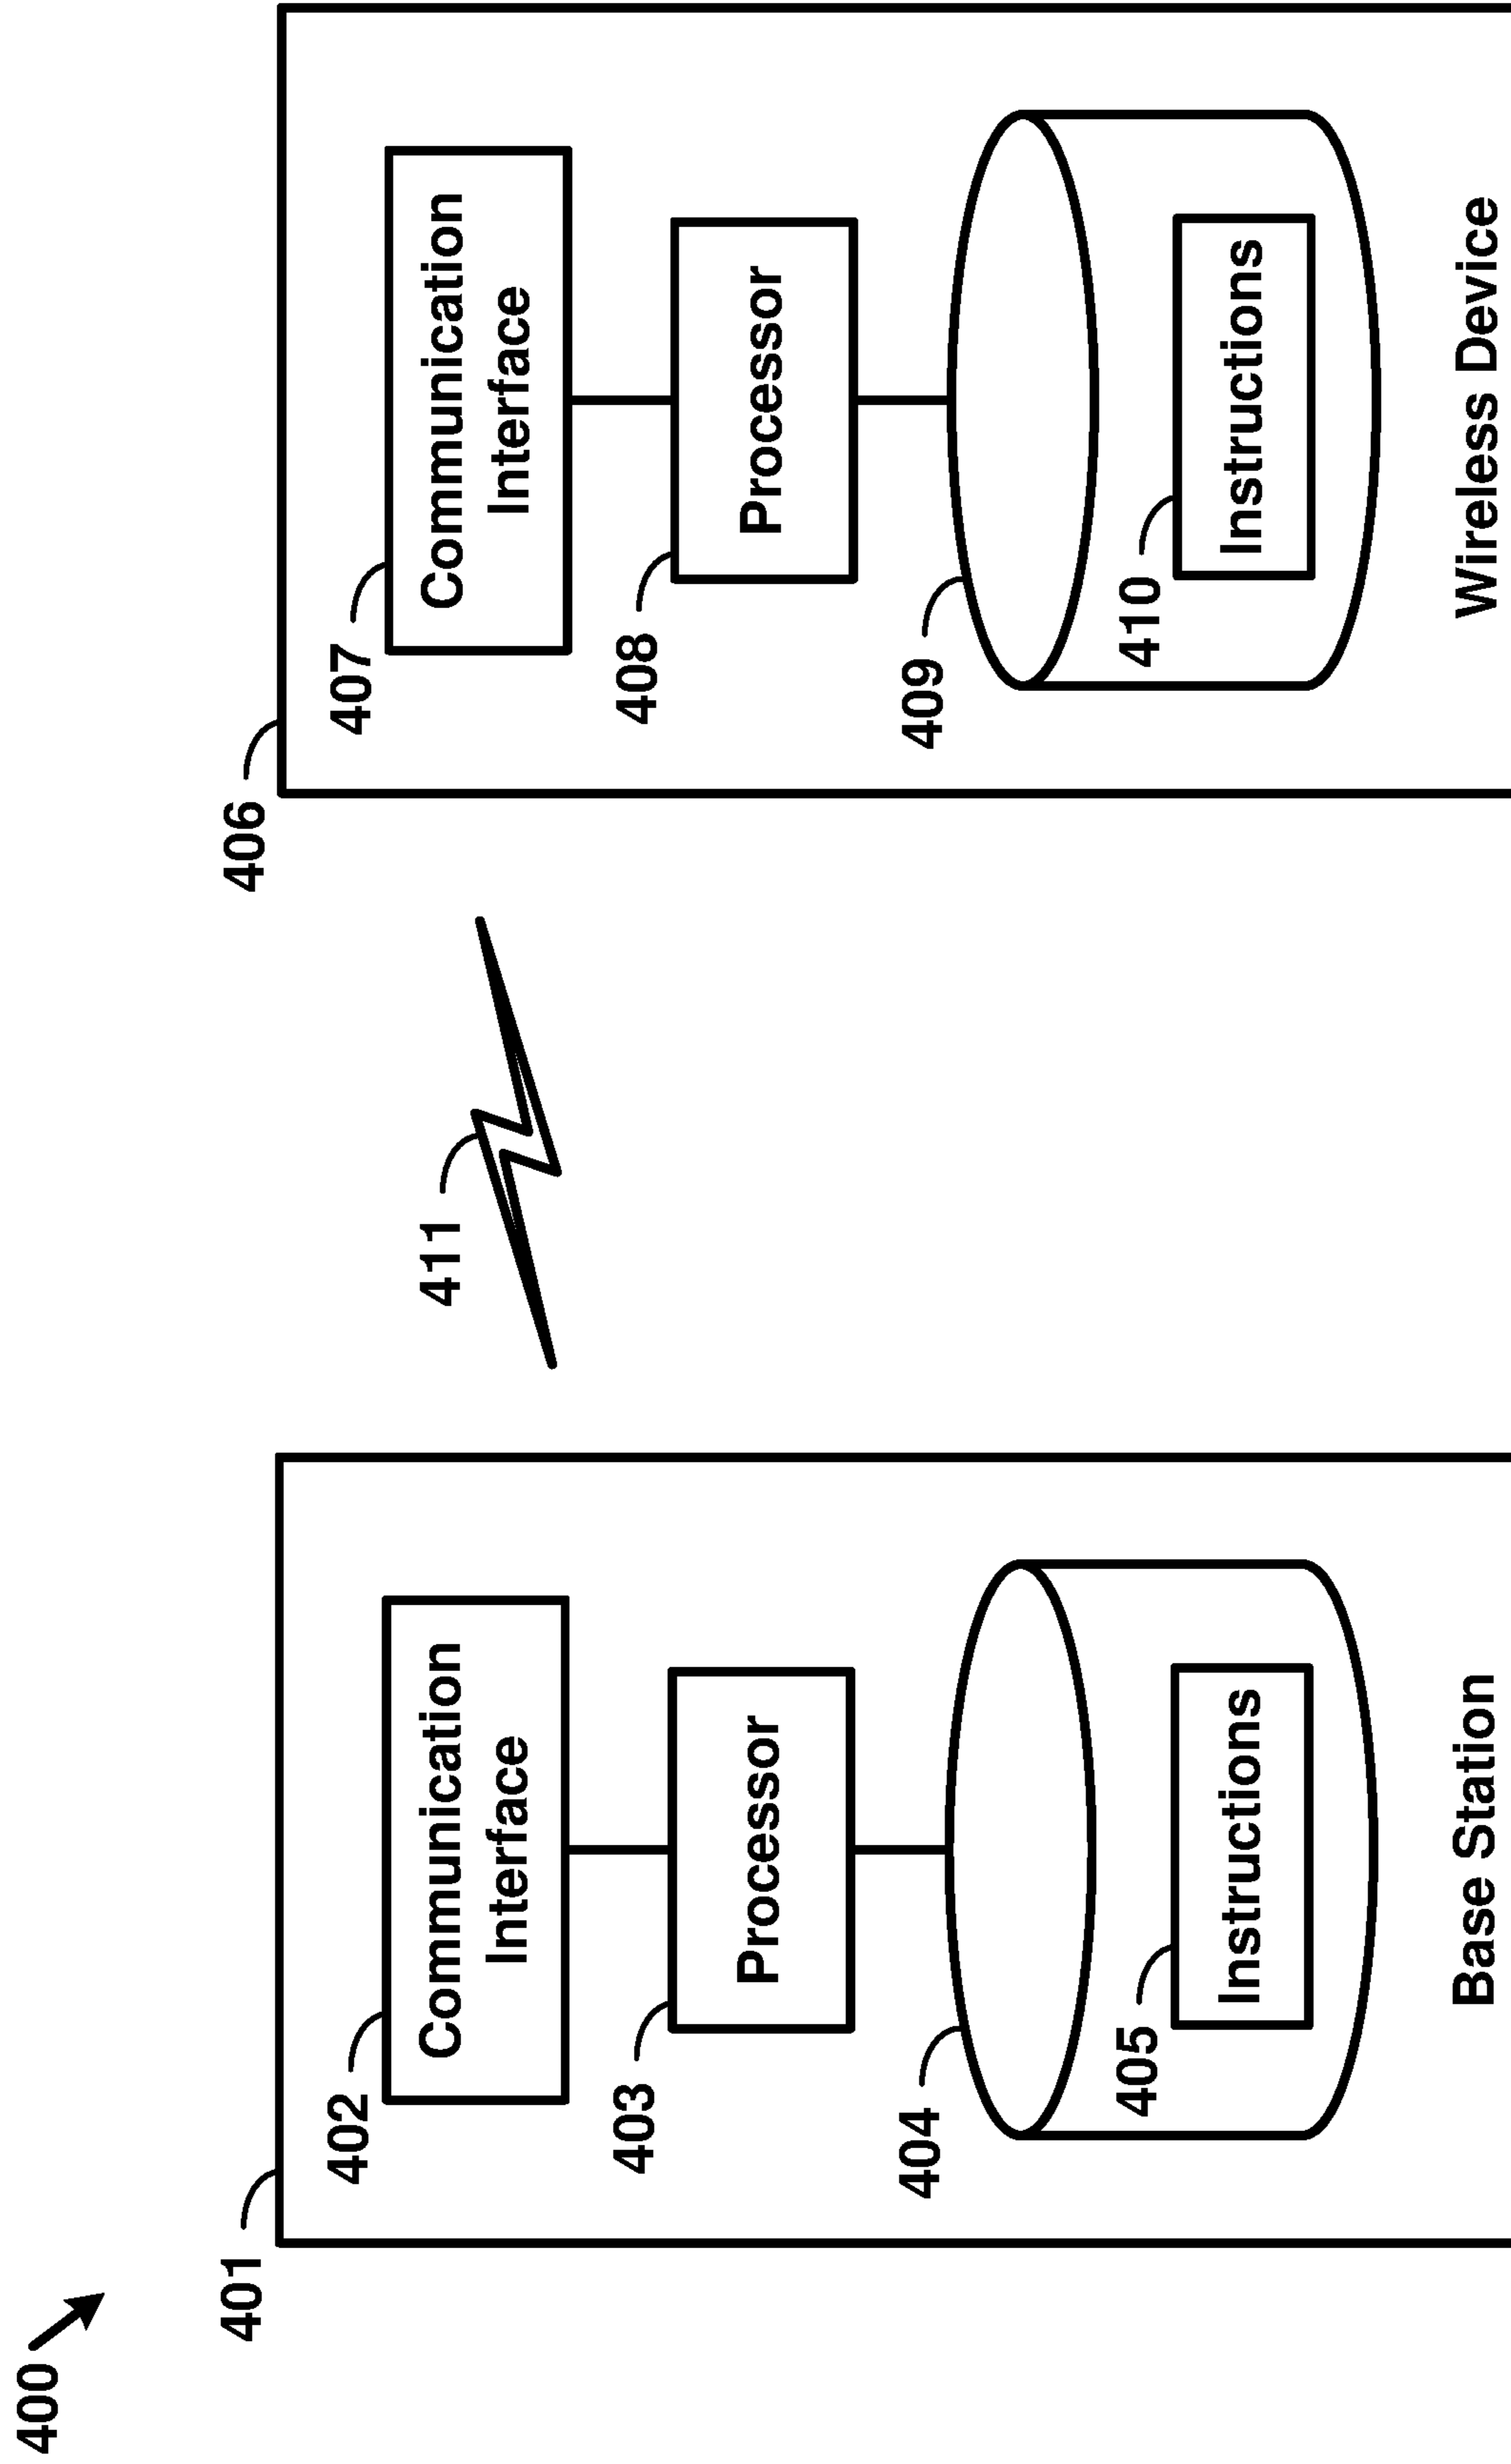 400
401
402
Communication
Interface
403
Processor
404
405
Instructions
Base Station
411
406
407
Communication
Interface
408
Processor
409
410
Instructions
Wireless Device